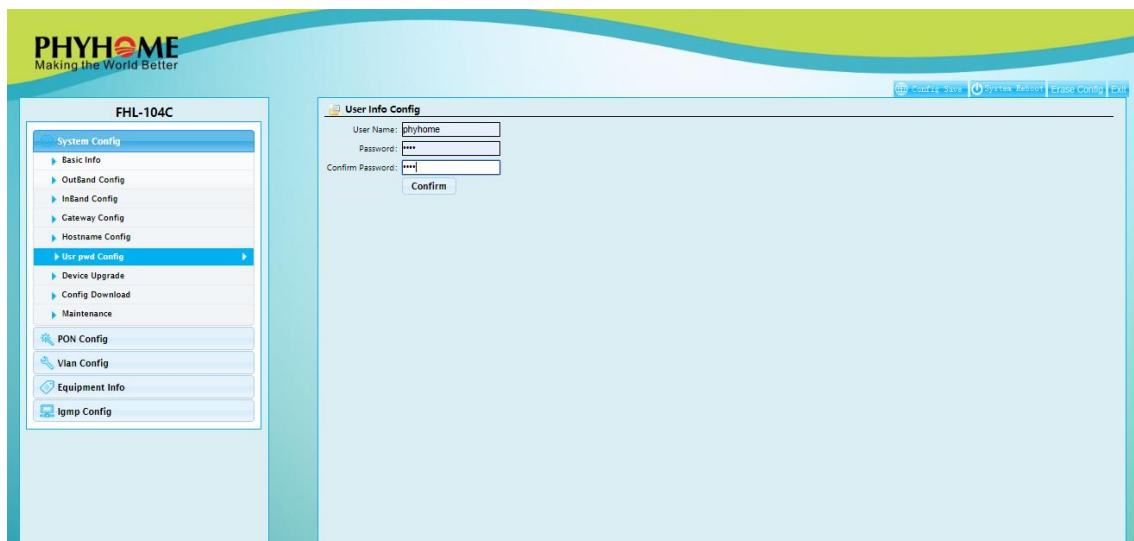 PHYHOME
Making the World Better
Config Save System Reboot Erase Config Exit
FHL-104C
System Config
Basic Info
OutBand Config
InBand Config
Gateway Config
Hostname Config
Usr pwd Config
Device Upgrade
Config Download
Maintenance
PON Config
Vlan Config
Equipment Info
Igmp Config
User Info Config
User Name: phyhome
Password: ••••
Confirm Password: ••••
Confirm